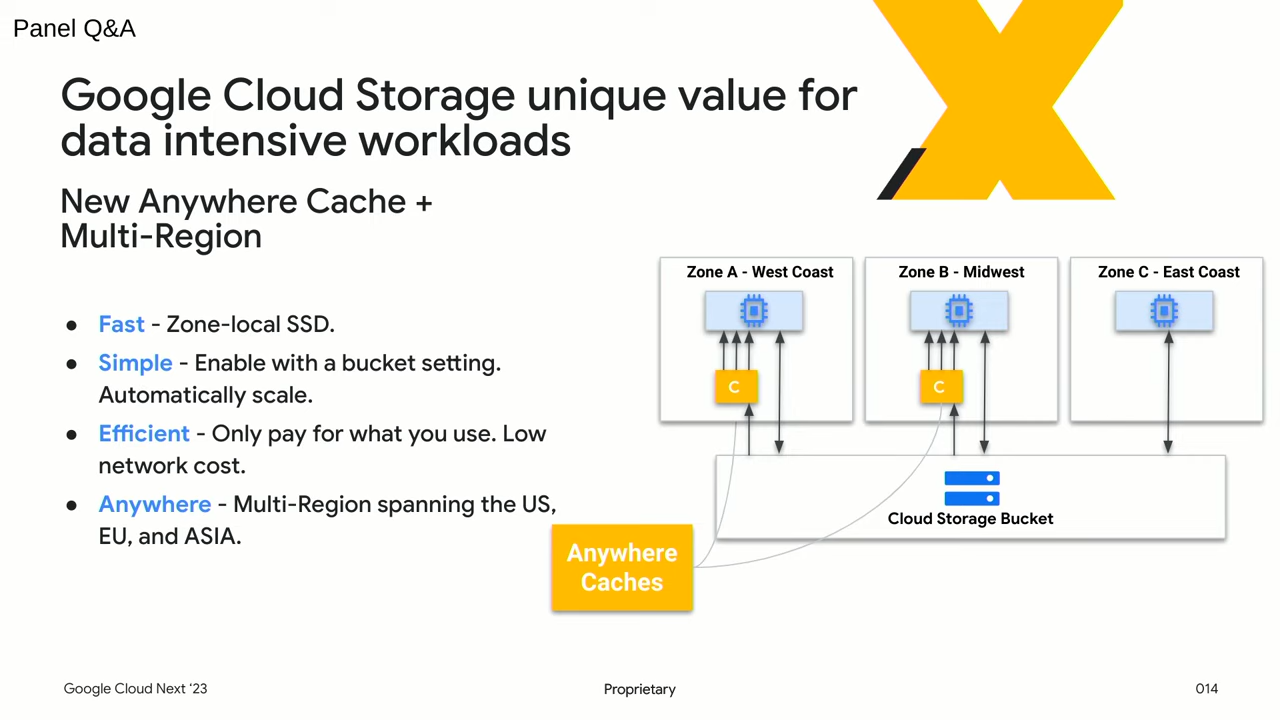 Panel Q&A
Google Cloud Storage unique value for
data intensive workloads
New Anywhere Cache +
Multi-Region
● Fast - Zone-local SSD.
● Simple - Enable with a bucket setting.
Automatically scale.
● Efficient - Only pay for what you use. Low
network cost.
● Anywhere - Multi-Region spanning the US,
EU, and ASIA.
Zone A - West Coast
Zone B - Midwest
Zone C - East Coast
C
C
Cloud Storage Bucket
Anywhere
Caches
Google Cloud Next ‘23
Proprietary
014